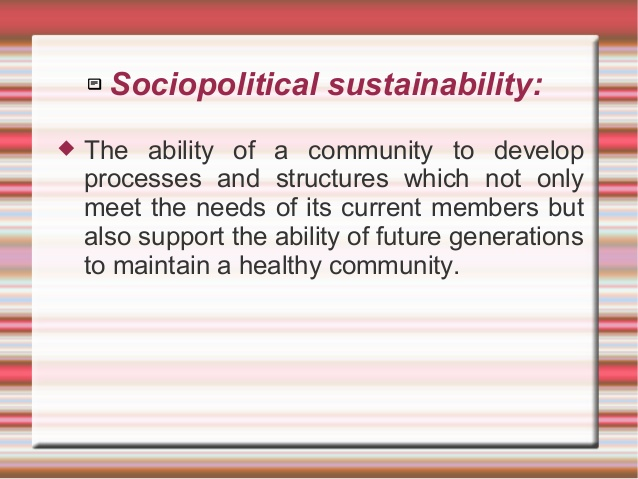 Sociopolitical sustainability:
The ability of a community to develop
processes and structures which not only
meet the needs of its current members but
also support the ability of future generations
to maintain a healthy community.